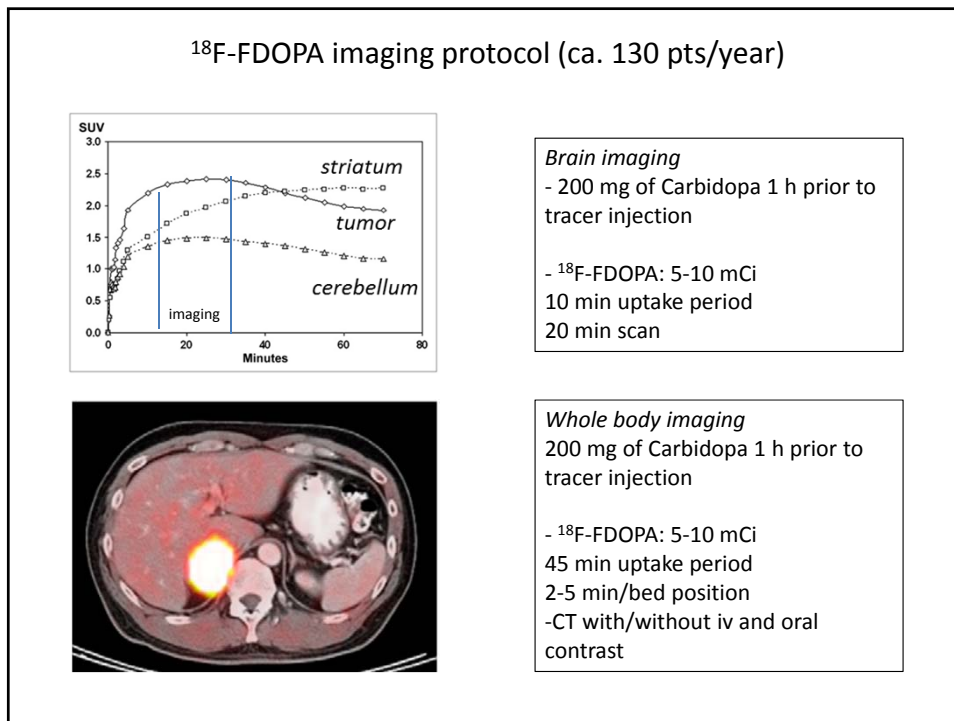 ¹⁸F-FDOPA imaging protocol (ca. 130 pts/year)
SUV
3.0
2.5
2.0
1.5
1.0
0.5
0.0
0
20
40
60
80
Minutes
striatum
tumor
cerebellum
imaging
Brain imaging
- 200 mg of Carbidopa 1 h prior to
tracer injection
- ¹⁸F-FDOPA: 5-10 mCi
10 min uptake period
20 min scan
Whole body imaging
200 mg of Carbidopa 1 h prior to
tracer injection
- ¹⁸F-FDOPA: 5-10 mCi
45 min uptake period
2-5 min/bed position
-CT with/without iv and oral
contrast